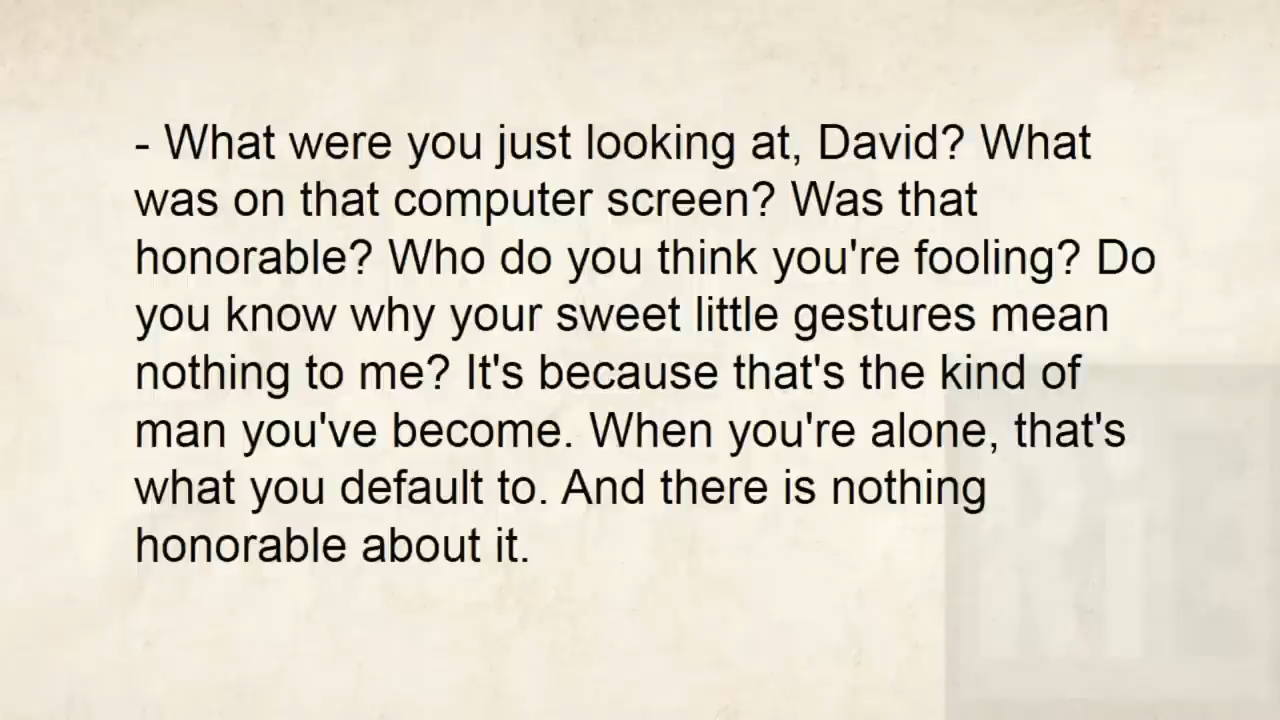 - What were you just looking at, David? What
was on that computer screen? Was that
honorable? Who do you think you're fooling? Do
you know why your sweet little gestures mean
nothing to me? It's because that's the kind of
man you've become. When you're alone, that's
what you default to. And there is nothing
honorable about it.